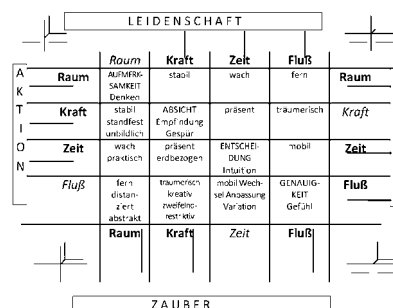 LEIDENSCHAFT
Raum Kraft Zeit Fluß
AKTION
Raum AUFMERK- stabil wach fern Raum
SAMKEIT
Denken
Kraft stabil ABSICHT präsent träumerisch Kraft
standfest Empfindung
unbildlich Gespür
Zeit wach präsent ENTSCHEI- mobil Zeit
praktisch erdbezogen DUNG
Intuition
Fluß fern träumerisch mobil Wech- GENAUIG- Fluß
distan- kreativ sel Anpassung KEIT
ziert zweifelnd- Variation Gefühl
abstrakt restriktiv
Raum Kraft Zeit Fluß
ZAUBER